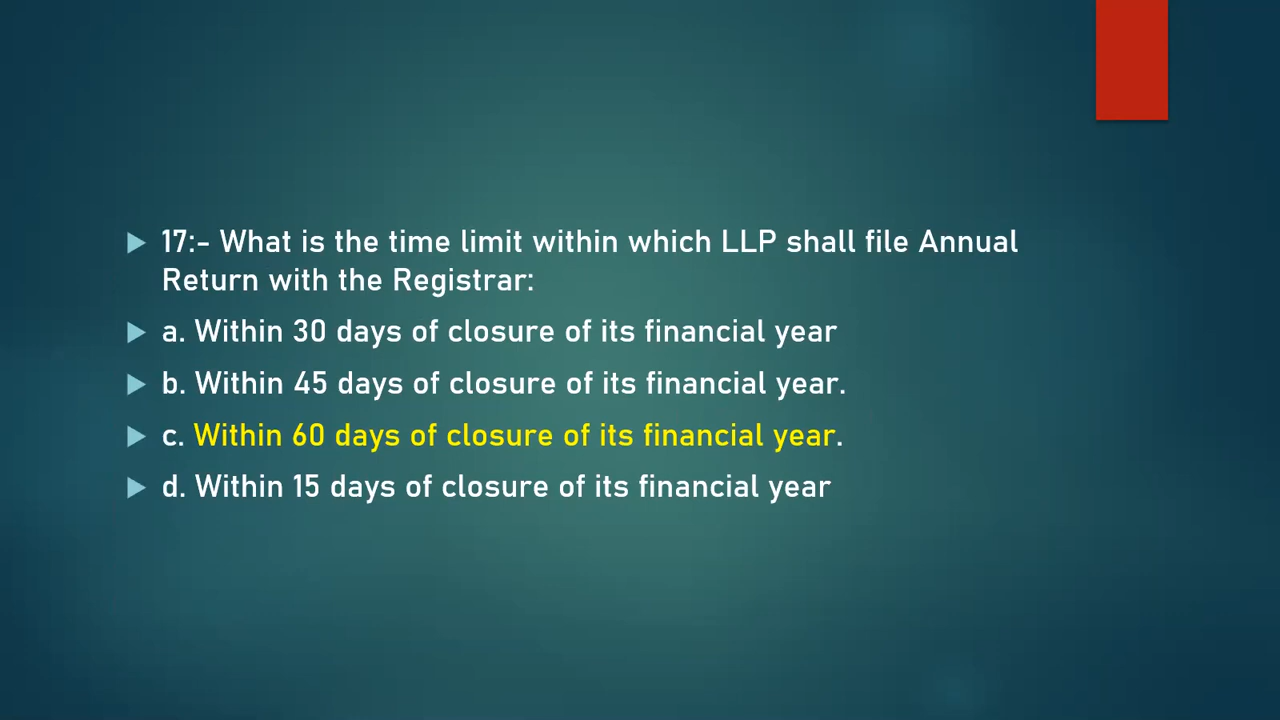 17:- What is the time limit within which LLP shall file Annual
Return with the Registrar:
a. Within 30 days of closure of its financial year
b. Within 45 days of closure of its financial year.
c. Within 60 days of closure of its financial year.
d. Within 15 days of closure of its financial year